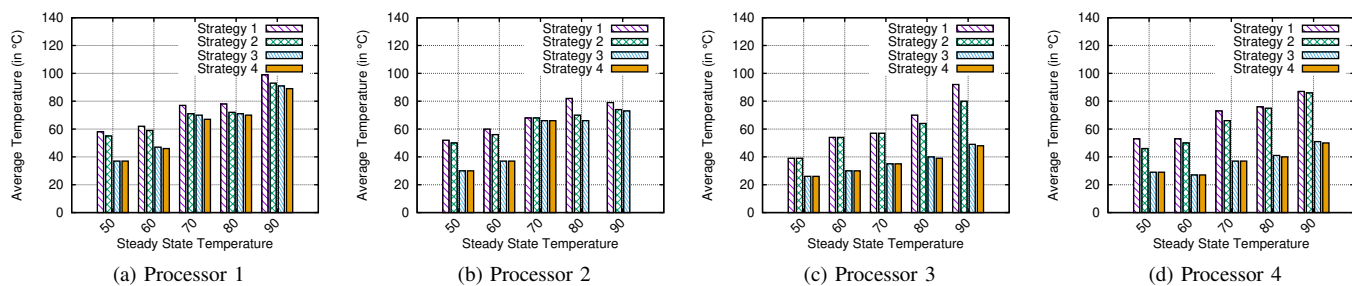 Average Temperature (in °C)
140
120
100
80
60
40
20
0
Strategy 1
Strategy 2
Strategy 3
Strategy 4
50 60 70 80 90
Steady State Temperature
(a) Processor 1
Average Temperature (in °C)
140
120
100
80
60
40
20
0
Strategy 1
Strategy 2
Strategy 3
Strategy 4
50 60 70 80 90
Steady State Temperature
(b) Processor 2
Average Temperature (in °C)
140
120
100
80
60
40
20
0
Strategy 1
Strategy 2
Strategy 3
Strategy 4
50 60 70 80 90
Steady State Temperature
(c) Processor 3
Average Temperature (in °C)
140
120
100
80
60
40
20
0
Strategy 1
Strategy 2
Strategy 3
Strategy 4
50 60 70 80 90
Steady State Temperature
(d) Processor 4